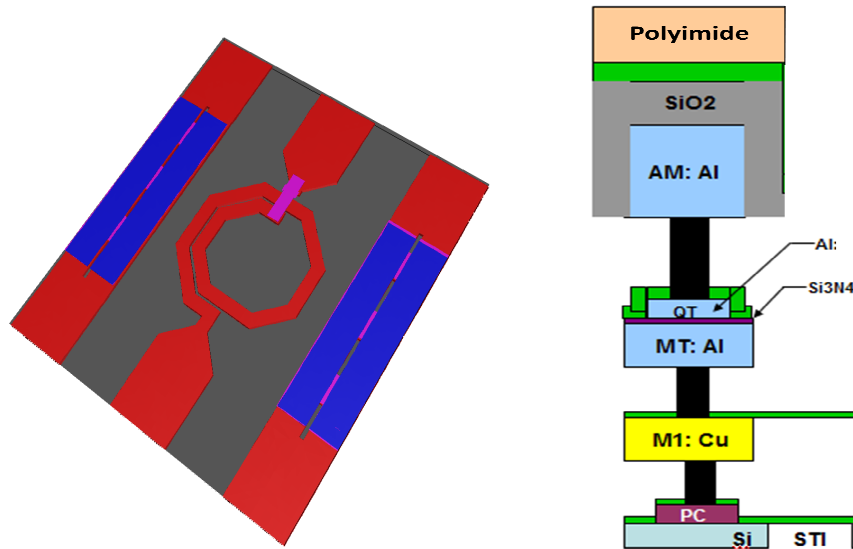 Polyimide
SiO2
AM: Al
Al:
Si3N4
QT
MT: Al
M1: Cu
PC
Si
STI